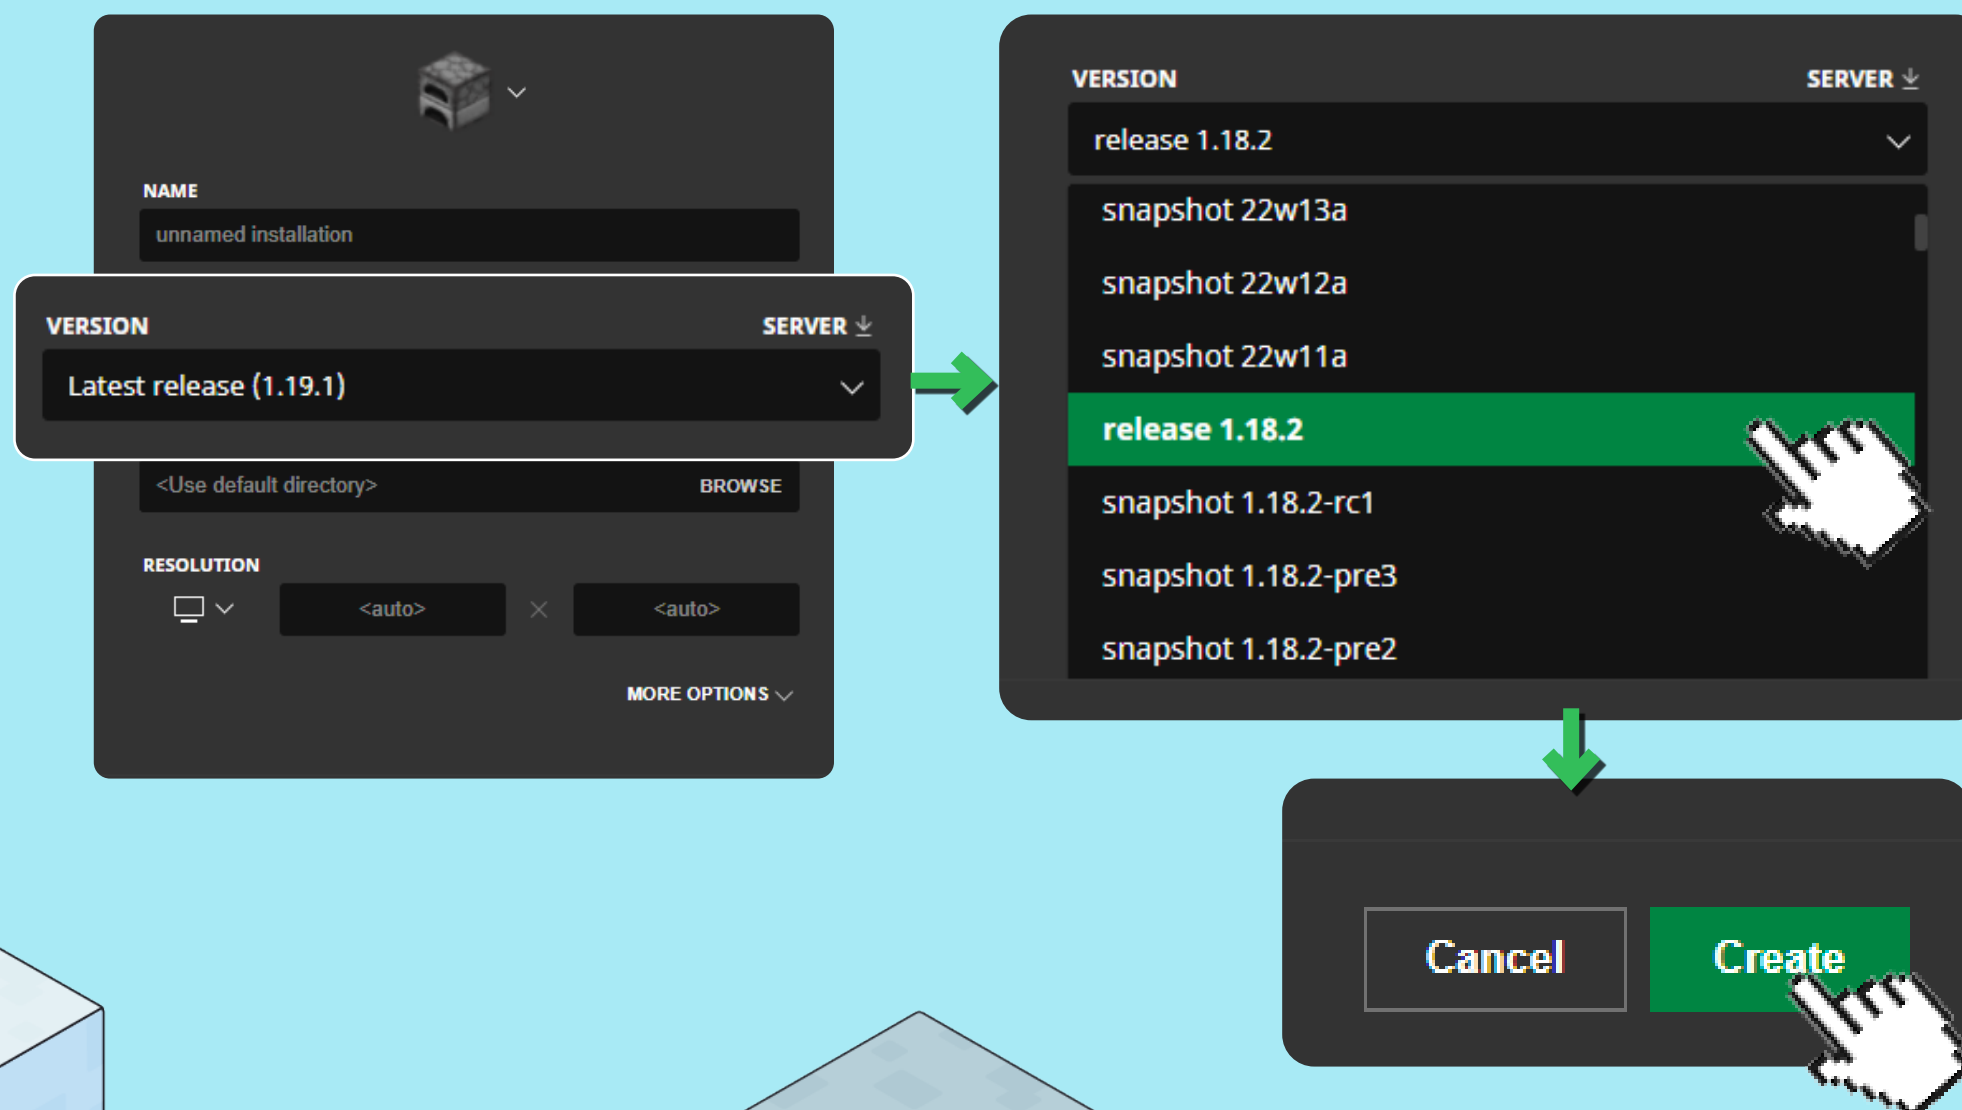 NAME
unnamed installation
VERSION
SERVER
Latest release (1.19.1)
<Use default directory>
BROWSE
RESOLUTION
<auto>
<auto>
MORE OPTIONS
VERSION
SERVER
release 1.18.2
snapshot 22w13a
snapshot 22w12a
snapshot 22w11a
release 1.18.2
snapshot 1.18.2-rc1
snapshot 1.18.2-pre3
snapshot 1.18.2-pre2
Cancel
Create